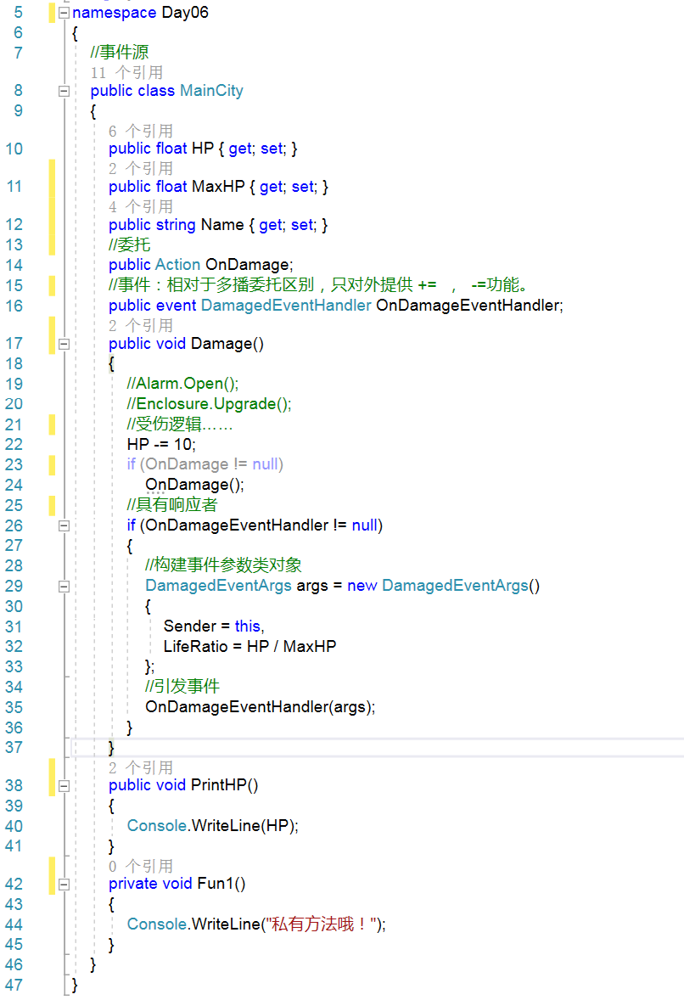 5 namespace Day06
6 {
7 //事件源
11 个引用
8 public class MainCity
9 {
6 个引用
10 public float HP { get; set; }
2 个引用
11 public float MaxHP { get; set; }
4 个引用
12 public string Name { get; set; }
13 //委托
14 public Action OnDamage;
15 //事件：相对于多播委托区别，只对外提供 += ， -=功能。
16 public event DamagedEventHandler OnDamageEventHandler;
2 个引用
17 public void Damage()
18 {
19 //Alarm.Open();
20 //Enclosure.Upgrade();
21 //受伤逻辑……
22 HP -= 10;
23 if (OnDamage != null)
24 OnDamage();
25 //具有响应者
26 if (OnDamageEventHandler != null)
27 {
28 //构建事件参数类对象
29 DamagedEventArgs args = new DamagedEventArgs()
30 {
31 Sender = this,
32 LifeRatio = HP / MaxHP
33 };
34 //引发事件
35 OnDamageEventHandler(args);
36 }
37 }
2 个引用
38 public void PrintHP()
39 {
40 Console.WriteLine(HP);
41 }
0 个引用
42 private void Fun1()
43 {
44 Console.WriteLine("私有方法哦！");
45 }
46 }
47 }